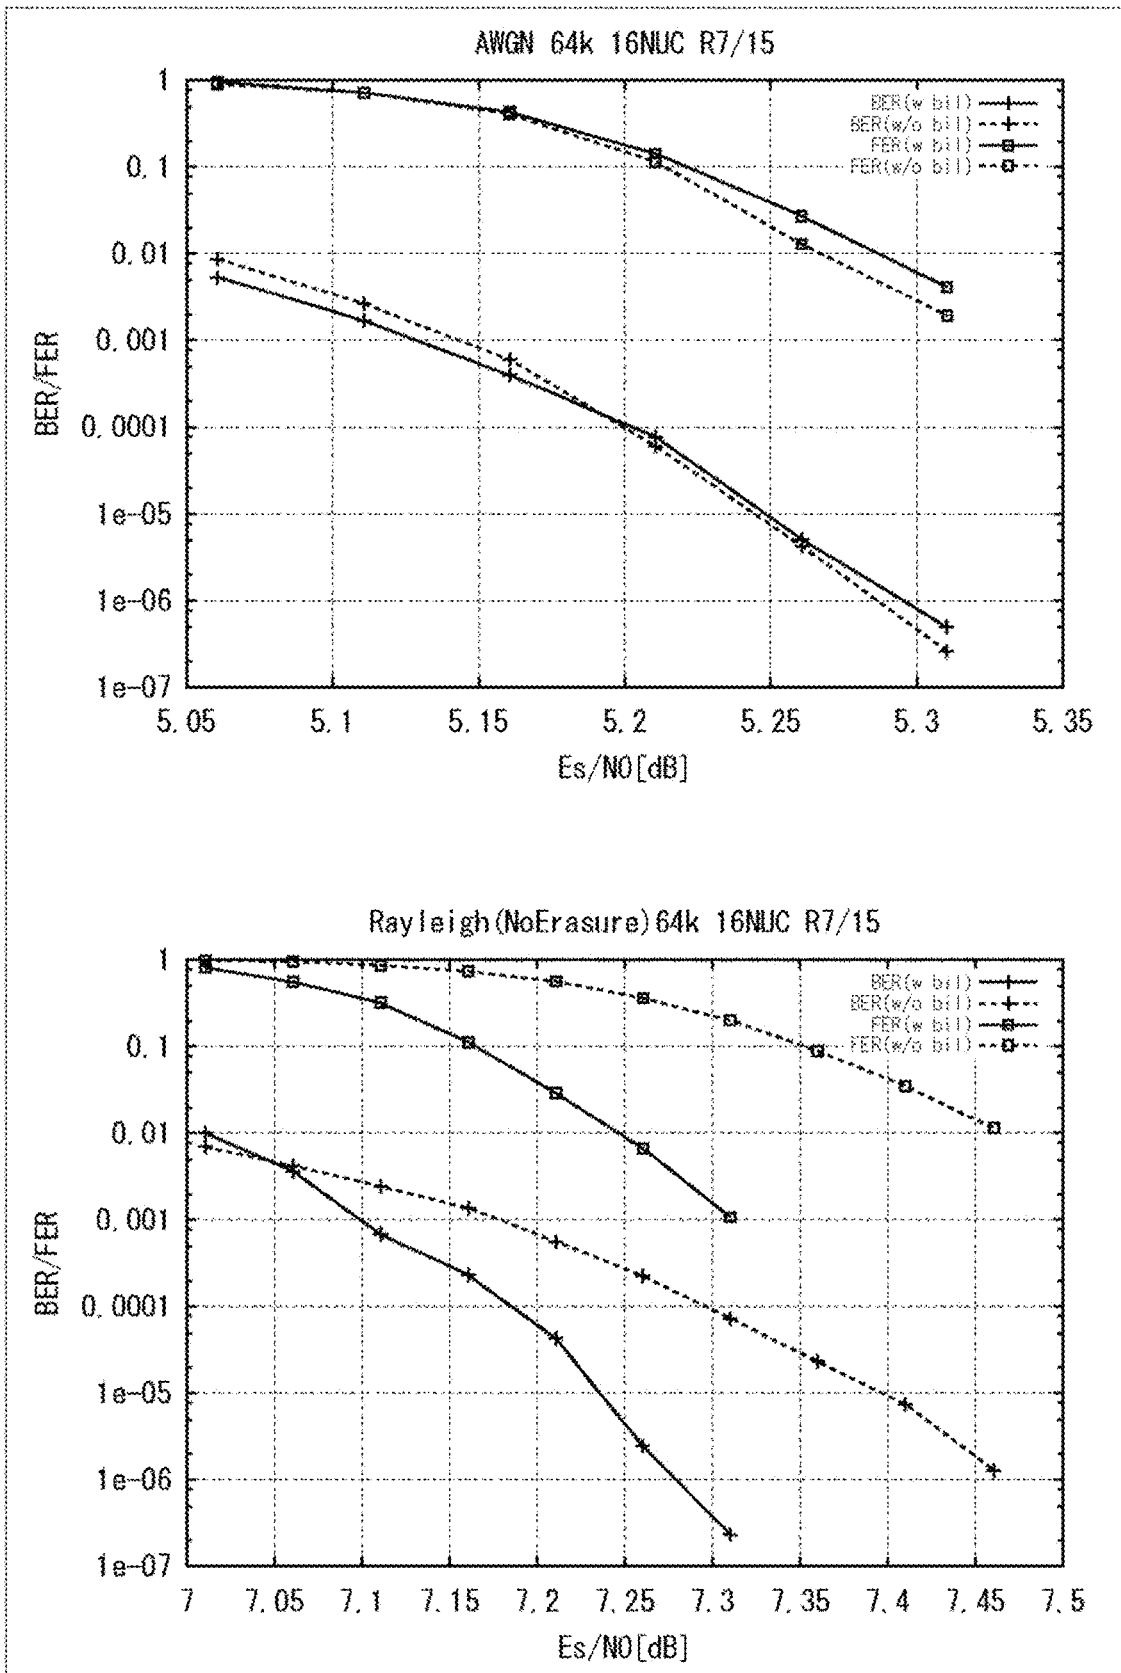 AWGN 64k 16NUC R7/15
BER(w bil)
BER(w/o bil)
FER(w bil)
FER(w/o bil)
BER/FER
1
0.1
0.01
0.001
0.0001
1e-05
1e-06
1e-07
5.05 5.1 5.15 5.2 5.25 5.3 5.35
Es/N0[dB]
Rayleigh(NoErasure)64k 16NUC R7/15
BER(w bil)
BER(w/o bil)
FER(w bil)
FER(w/o bil)
BER/FER
1
0.1
0.01
0.001
0.0001
1e-05
1e-06
1e-07
7 7.05 7.1 7.15 7.2 7.25 7.3 7.35 7.4 7.45 7.5
Es/N0[dB]